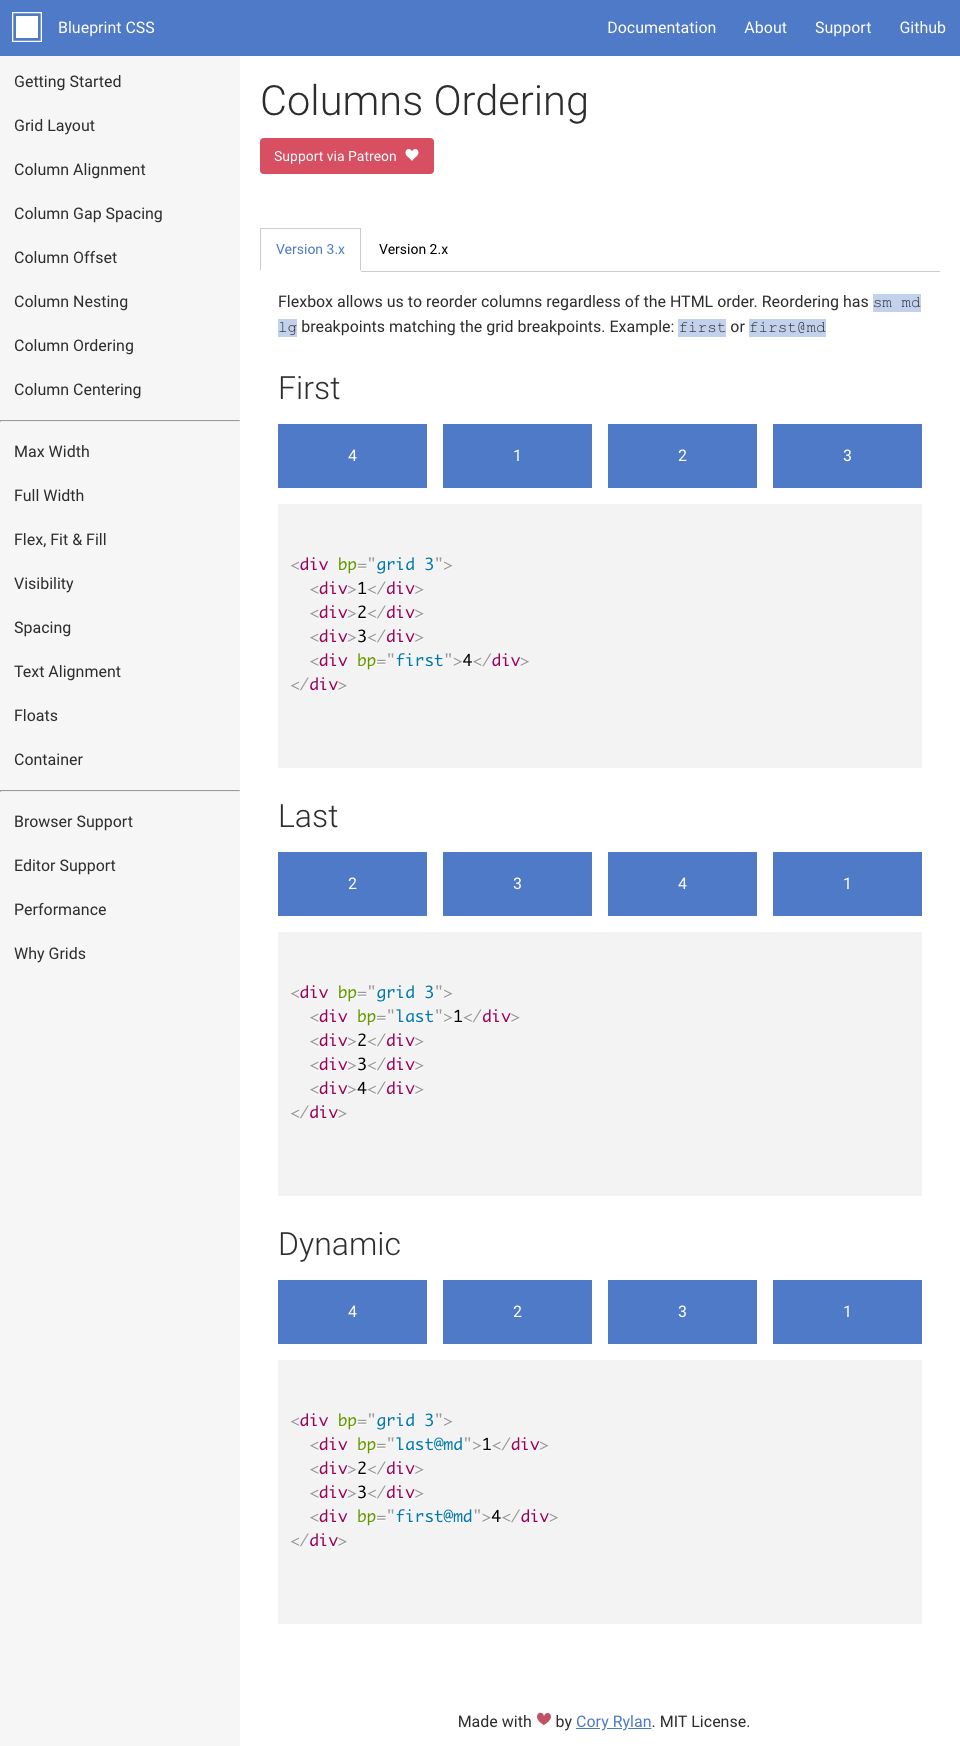 Blueprint CSS
Documentation About Support Github
Getting Started
Grid Layout
Column Alignment
Column Gap Spacing
Column Offset
Column Nesting
Column Ordering
Column Centering
Max Width
Full Width
Flex, Fit & Fill
Visibility
Spacing
Text Alignment
Floats
Container
Browser Support
Editor Support
Performance
Why Grids
Columns Ordering
Support via Patreon
Version 3.x Version 2.x
Flexbox allows us to reorder columns regardless of the HTML order. Reordering has sm md
lg breakpoints matching the grid breakpoints. Example: first or first@md
First
4 1 2 3
<div bp="grid 3">
  <div>1</div>
  <div>2</div>
  <div>3</div>
  <div bp="first">4</div>
</div>
Last
2 3 4 1
<div bp="grid 3">
  <div bp="last">1</div>
  <div>2</div>
  <div>3</div>
  <div>4</div>
</div>
Dynamic
4 2 3 1
<div bp="grid 3">
  <div bp="last@md">1</div>
  <div>2</div>
  <div>3</div>
  <div bp="first@md">4</div>
</div>
Made with ♥ by Cory Rylan. MIT License.